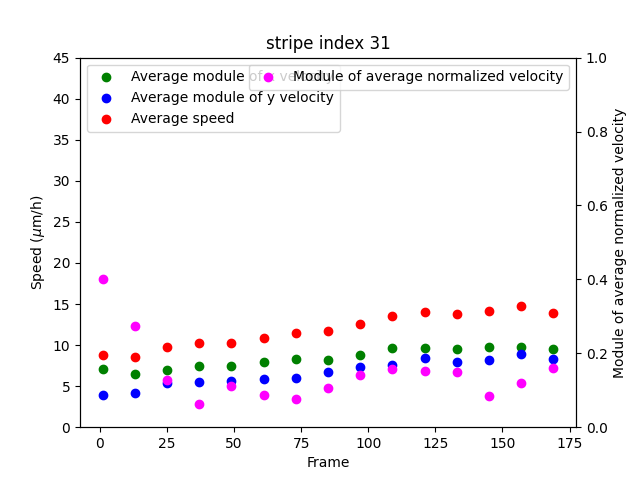 stripe index 31
Average module of x velocity
Average module of y velocity
Average speed
Module of average normalized velocity
Speed (μm/h)
45
40
35
30
25
20
15
10
5
0
1.0
0.8
0.6
0.4
0.2
0.0
Module of average normalized velocity
0 25 50 75 100 125 150 175
Frame